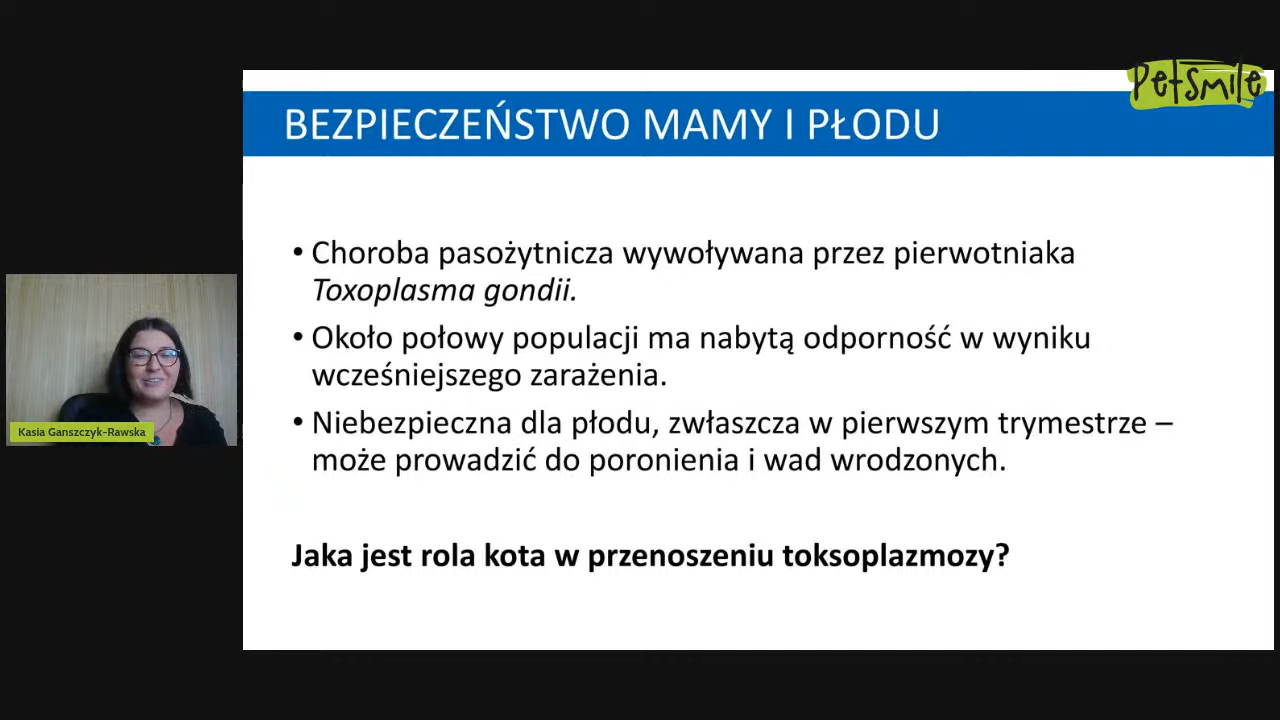 PetSmile
BEZPIECZEŃSTWO MAMY I PŁODU
• Choroba pasożytnicza wywoływana przez pierwotniaka
Toxoplasma gondii.
• Około połowy populacji ma nabytą odporność w wyniku
wcześniejszego zarażenia.
• Niebezpieczna dla płodu, zwłaszcza w pierwszym trymestrze –
może prowadzić do poronienia i wad wrodzonych.
Jaka jest rola kota w przenoszeniu toksoplazmozy?
Kasia Ganszczyk-Rawska